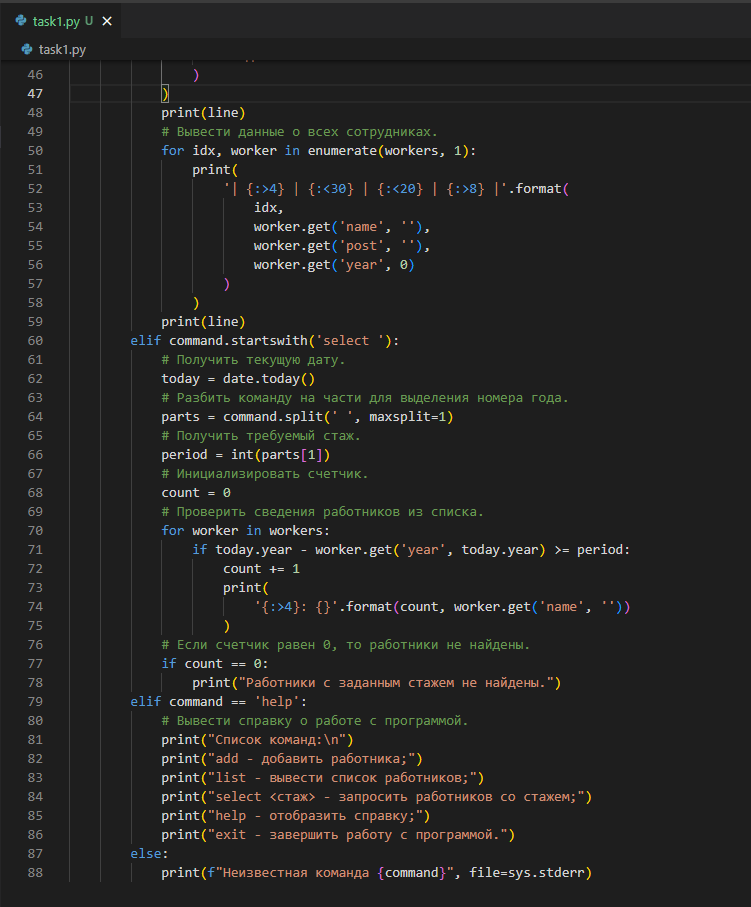 task1.py U ×
task1.py
46 )
47 )
48 print(line)
49 # Вывести данные о всех сотрудниках.
50 for idx, worker in enumerate(workers, 1):
51 print(
52 '| {:>4} | {:<30} | {:<20} | {:>8} |'.format(
53 idx,
54 worker.get('name', ''),
55 worker.get('post', ''),
56 worker.get('year', 0)
57 )
58 )
59 print(line)
60 elif command.startswith('select '):
61 # Получить текущую дату.
62 today = date.today()
63 # Разбить команду на части для выделения номера года.
64 parts = command.split(' ', maxsplit=1)
65 # Получить требуемый стаж.
66 period = int(parts[1])
67 # Инициализировать счетчик.
68 count = 0
69 # Проверить сведения работников из списка.
70 for worker in workers:
71 if today.year - worker.get('year', today.year) >= period:
72 count += 1
73 print(
74 '{:>4}: {}'.format(count, worker.get('name', ''))
75 )
76 # Если счетчик равен 0, то работники не найдены.
77 if count == 0:
78 print("Работники с заданным стажем не найдены.")
79 elif command == 'help':
80 # Вывести справку о работе с программой.
81 print("Список команд:\n")
82 print("add - добавить работника;")
83 print("list - вывести список работников;")
84 print("select <стаж> - запросить работников со стажем;")
85 print("help - отобразить справку;")
86 print("exit - завершить работу с программой.")
87 else:
88 print(f"Неизвестная команда {command}", file=sys.stderr)